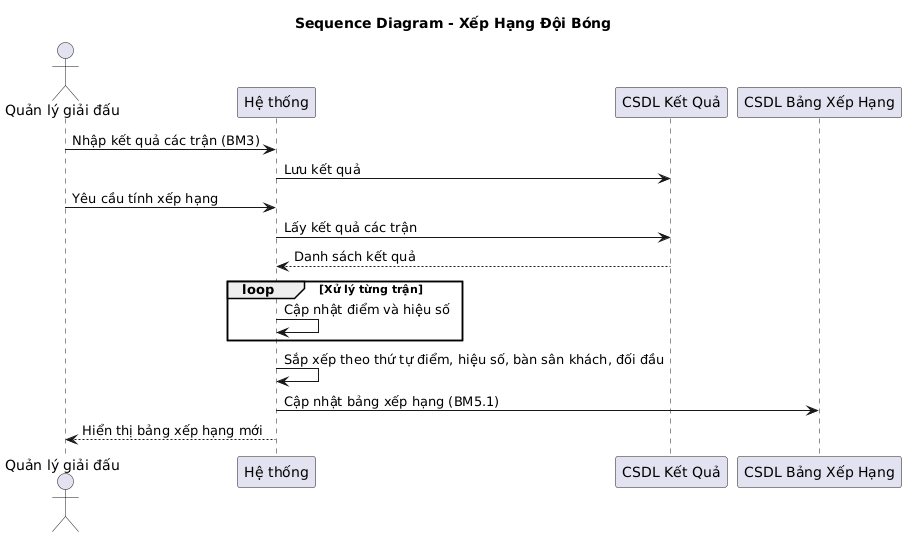 Sequence Diagram - Xếp Hạng Đội Bóng
Quản lý giải đấu
Hệ thống
CSDL Kết Quả
CSDL Bảng Xếp Hạng
Nhập kết quả các trận (BM3)
Lưu kết quả
Yêu cầu tính xếp hạng
Lấy kết quả các trận
Danh sách kết quả
loop
[Xử lý từng trận]
Cập nhật điểm và hiệu số
Sắp xếp theo thứ tự điểm, hiệu số, bàn sân khách, đối đầu
Cập nhật bảng xếp hạng (BM5.1)
Hiển thị bảng xếp hạng mới
Quản lý giải đấu
Hệ thống
CSDL Kết Quả
CSDL Bảng Xếp Hạng